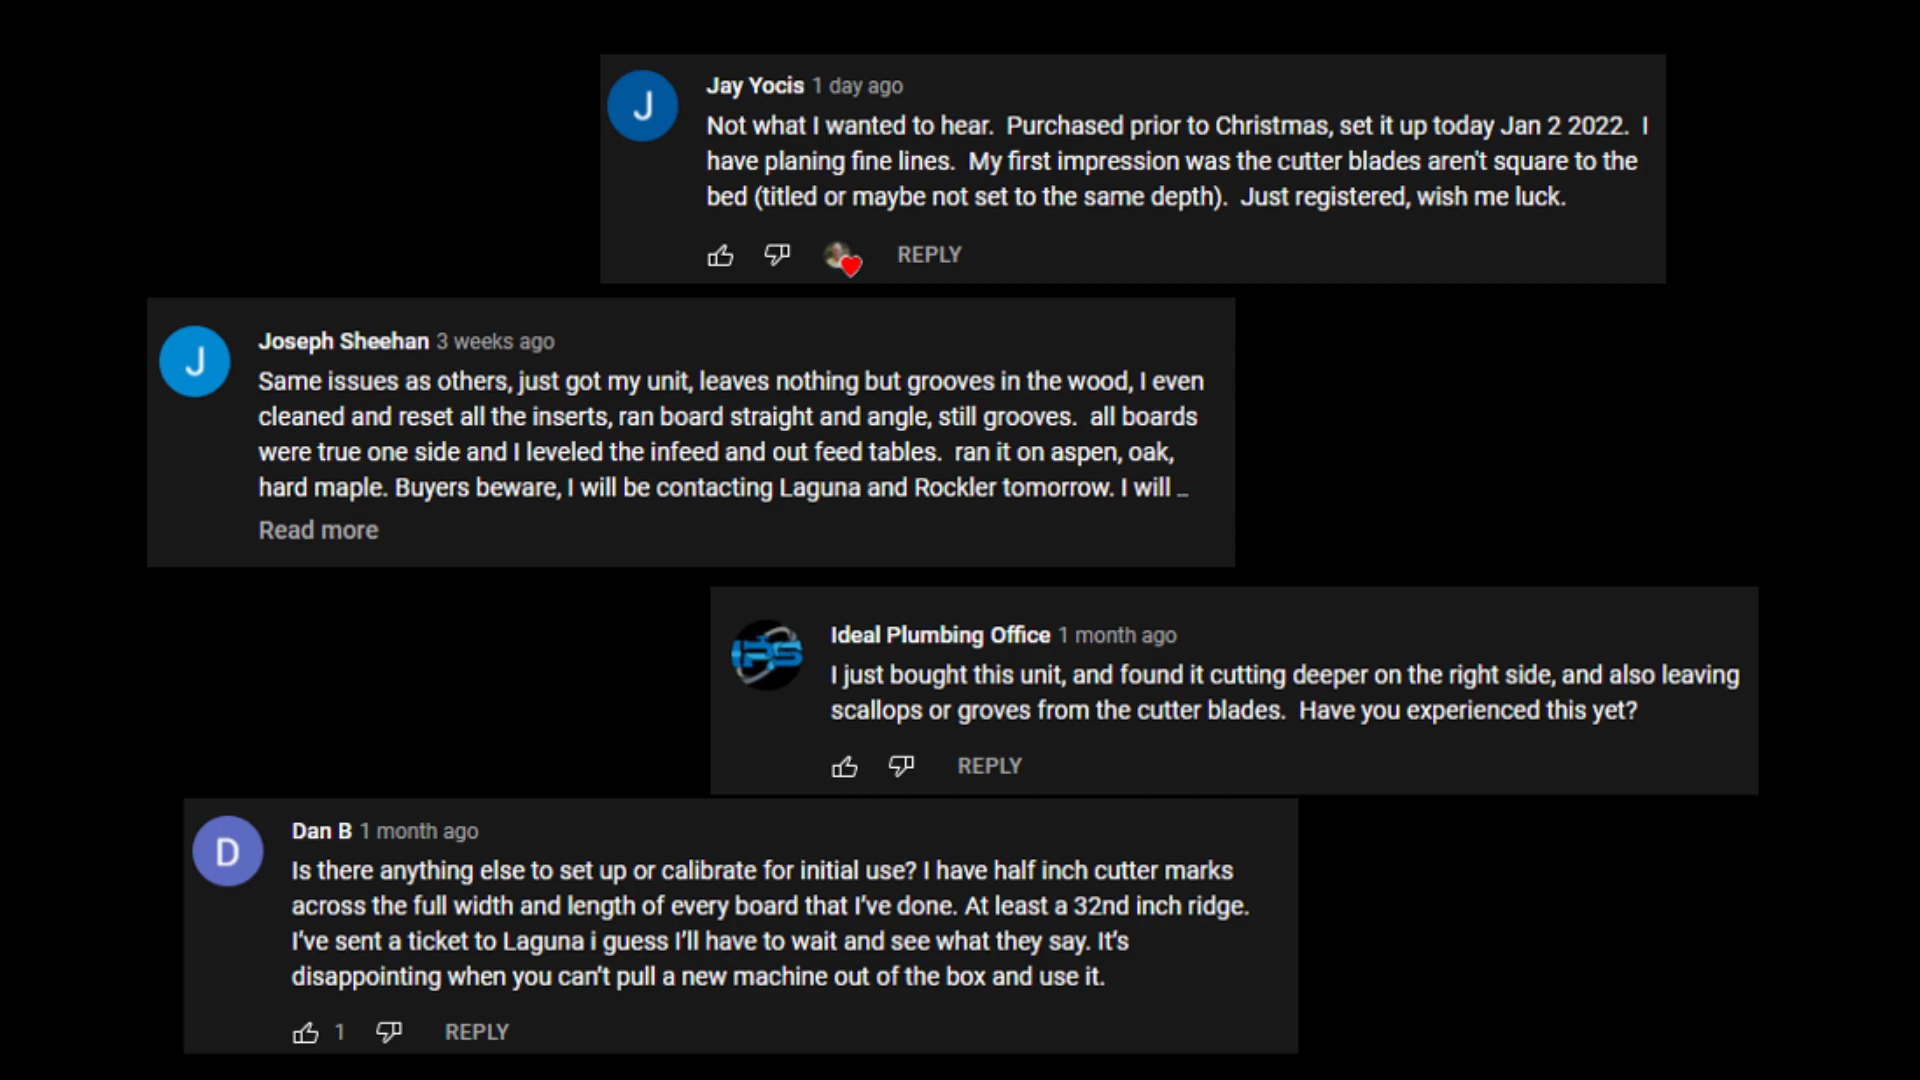 J
Jay Yocis 1 day ago
Not what I wanted to hear.  Purchased prior to Christmas, set it up today Jan 2 2022.  I
have planing fine lines.  My first impression was the cutter blades aren't square to the
bed (titled or maybe not set to the same depth).  Just registered, wish me luck.
REPLY
J
Joseph Sheehan 3 weeks ago
Same issues as others, just got my unit, leaves nothing but grooves in the wood, I even
cleaned and reset all the inserts, ran board straight and angle, still grooves.  all boards
were true one side and I leveled the infeed and out feed tables.  ran it on aspen, oak,
hard maple. Buyers beware, I will be contacting Laguna and Rockler tomorrow. I will …
Read more
IPS
Ideal Plumbing Office 1 month ago
I just bought this unit, and found it cutting deeper on the right side, and also leaving
scallops or groves from the cutter blades.  Have you experienced this yet?
REPLY
D
Dan B 1 month ago
Is there anything else to set up or calibrate for initial use? I have half inch cutter marks
across the full width and length of every board that I’ve done. At least a 32nd inch ridge.
I’ve sent a ticket to Laguna i guess I’ll have to wait and see what they say. It’s
disappointing when you can’t pull a new machine out of the box and use it.
1 REPLY